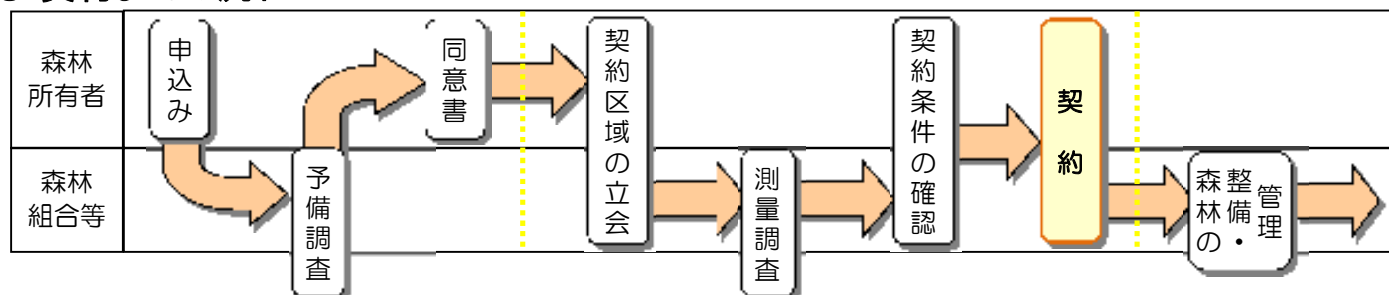 森林
所有者
申込み
同意書
契約区域の立会
契約条件の確認
契約
森林
組合等
予備調査
測量調査
森林の
整備・
管理